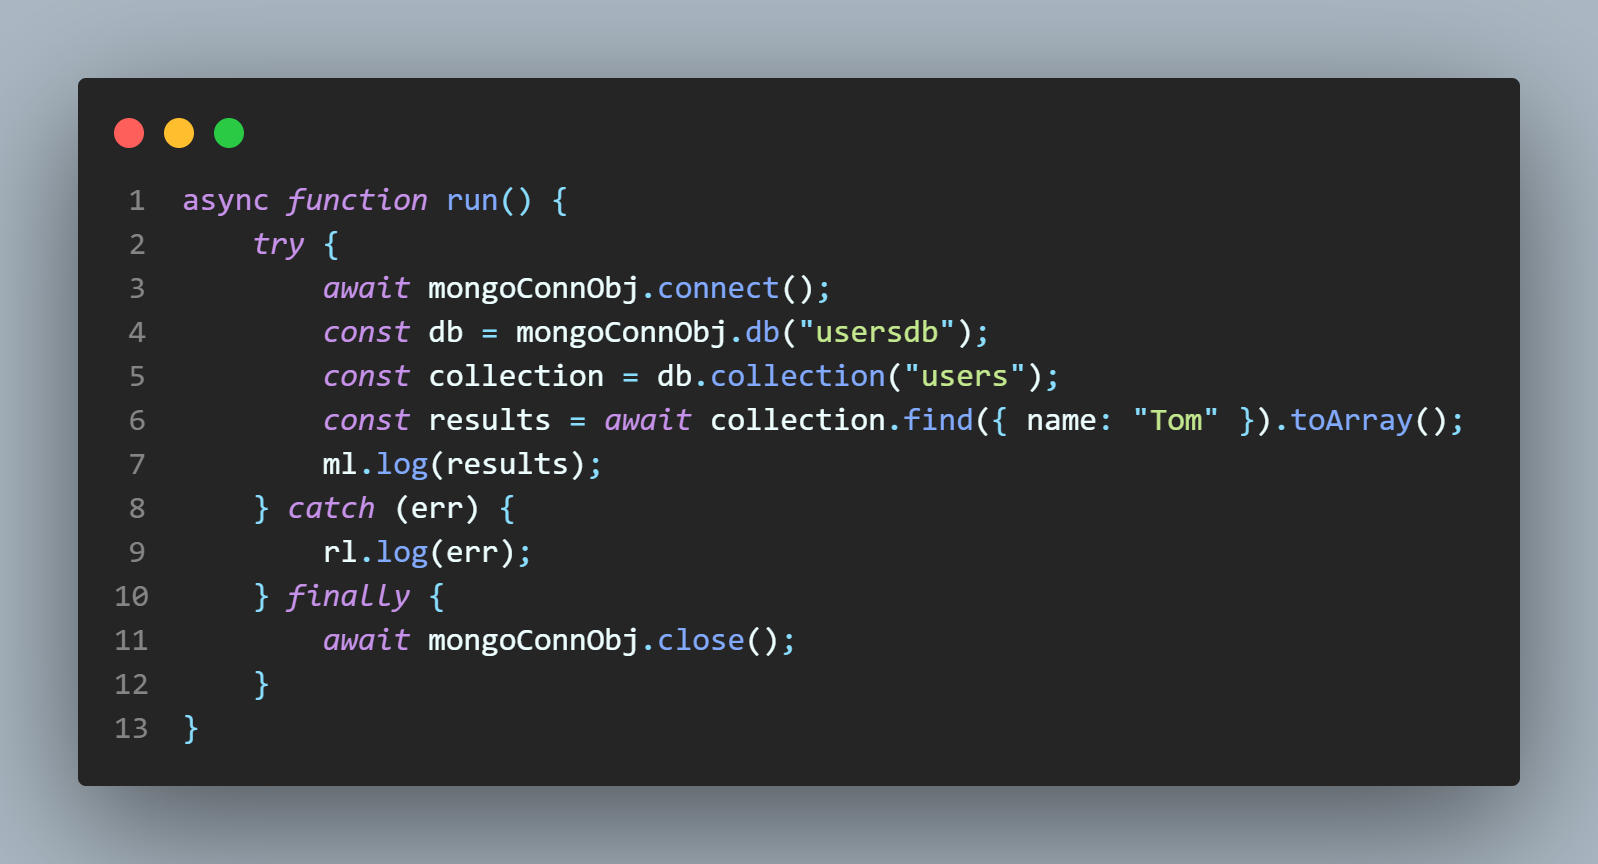 1 async function run() {
2 try {
3 await mongoConnObj.connect();
4 const db = mongoConnObj.db("usersdb");
5 const collection = db.collection("users");
6 const results = await collection.find({ name: "Tom" }).toArray();
7 ml.log(results);
8 } catch (err) {
9 rl.log(err);
10 } finally {
11 await mongoConnObj.close();
12 }
13 }